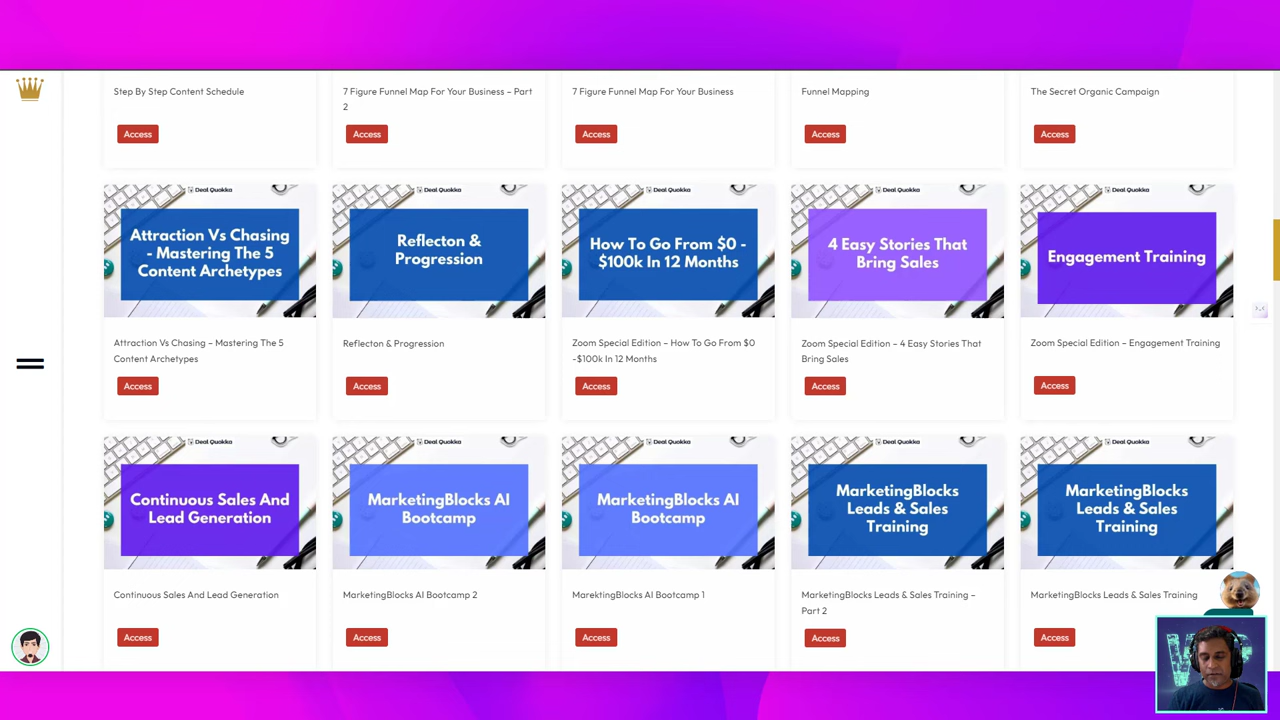 Step By Step Content Schedule
Access
7 Figure Funnel Map For Your Business – Part
2
Access
7 Figure Funnel Map For Your Business
Access
Funnel Mapping
Access
The Secret Organic Campaign
Access
Deal Quokka
Attraction Vs Chasing
- Mastering The 5
Content Archetypes
Attraction Vs Chasing – Mastering The 5
Content Archetypes
Access
Deal Quokka
Reflecton &
Progression
Reflecton & Progression
Access
Deal Quokka
How To Go From $0 -
$100k In 12 Months
Zoom Special Edition – How To Go From $0
-$100k In 12 Months
Access
Deal Quokka
4 Easy Stories That
Bring Sales
Zoom Special Edition – 4 Easy Stories That
Bring Sales
Access
Deal Quokka
Engagement Training
Zoom Special Edition – Engagement Training
Access
Deal Quokka
Continuous Sales And
Lead Generation
Continuous Sales And Lead Generation
Access
Deal Quokka
MarketingBlocks AI
Bootcamp
MarketingBlocks AI Bootcamp 2
Access
Deal Quokka
MarketingBlocks AI
Bootcamp
MarektingBlocks AI Bootcamp 1
Access
Deal Quokka
MarketingBlocks
Leads & Sales
Training
MarketingBlocks Leads & Sales Training –
Part 2
Access
Deal Quokka
MarketingBlocks
Leads & Sales
Training
MarketingBlocks Leads & Sales Training
Access